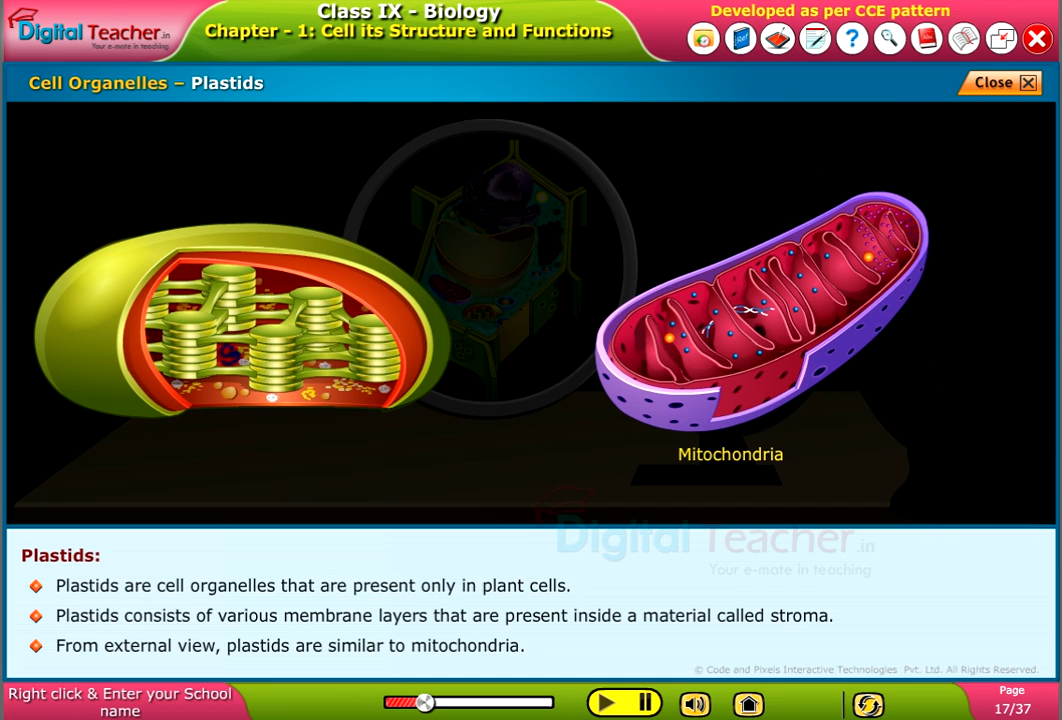 Digital Teacher.in
Your e-mate in teaching
Class IX - Biology
Chapter - 1: Cell its Structure and Functions
Developed as per CCE pattern
Ref
Cell Organelles – Plastids
Close
Mitochondria
Digital Teacher.in
Your e-mate in teaching
Plastids:
Plastids are cell organelles that are present only in plant cells.
Plastids consists of various membrane layers that are present inside a material called stroma.
From external view, plastids are similar to mitochondria.
© Code and Pixels Interactive Technologies Pvt. Ltd. All Rights Reserved.
Right click & Enter your School
name
Page
17/37